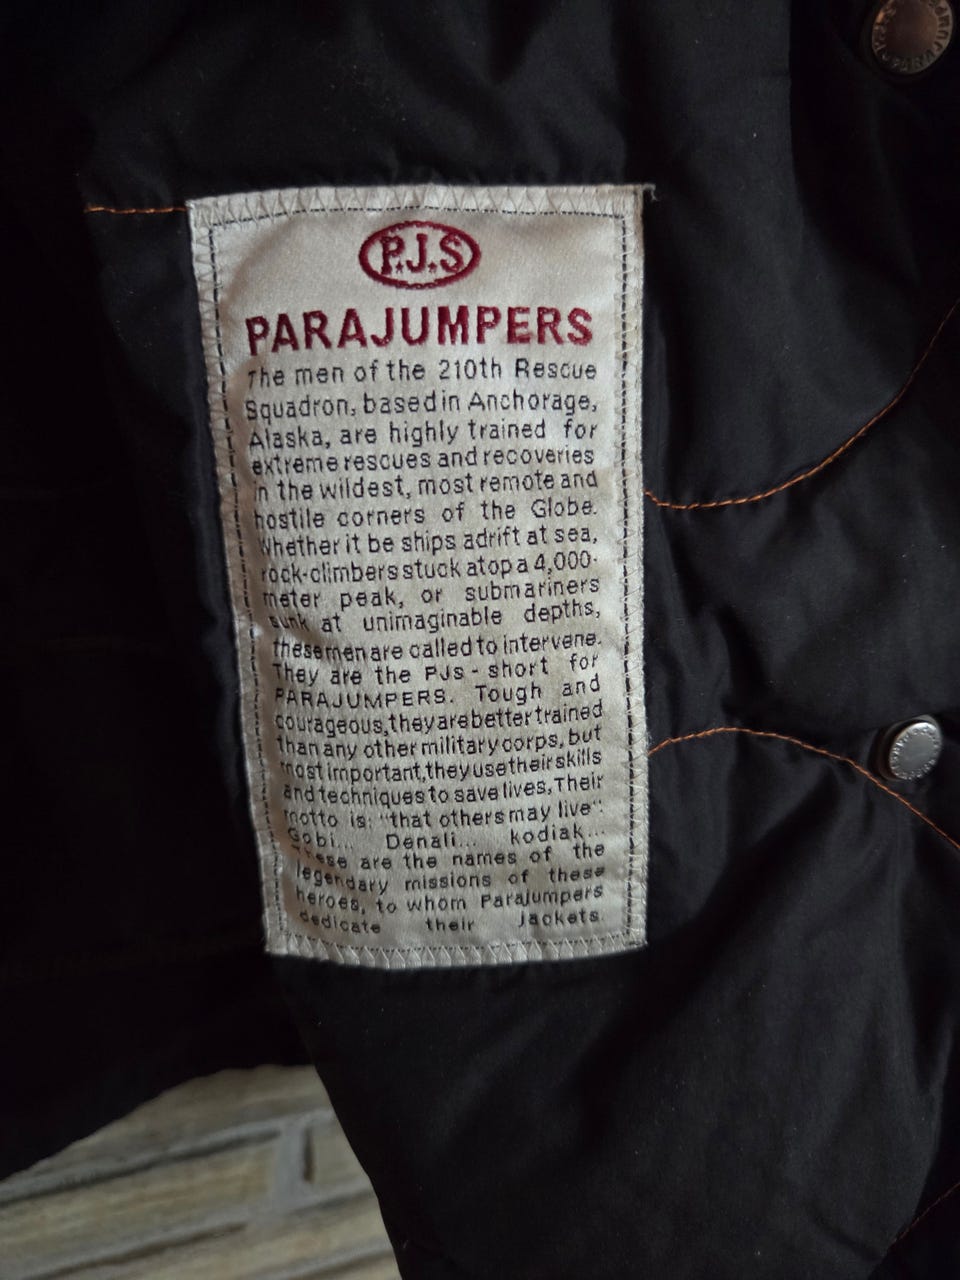 P.J.S
PARAJUMPERS
The men of the 210th Rescue
Squadron, based in Anchorage,
Alaska, are highly trained for
extreme rescues and recoveries
in the wildest, most remote and
hostile corners of the Globe.
Whether it be ships adrift at sea,
rock-climbers stuck atop a 4,000-
meter peak, or submariners
sunk at unimaginable depths,
these men are called to intervene.
They are the PJs - short for
PARAJUMPERS. Tough and
courageous, they are better trained
than any other military corps, but
most important, they use their skills
and techniques to save lives, Their
motto is: "that others may live":
Gobi... Denali... kodiak...
These are the names of the
legendary missions of these
heroes, to whom Parajumpers
dedicate their Jackets.